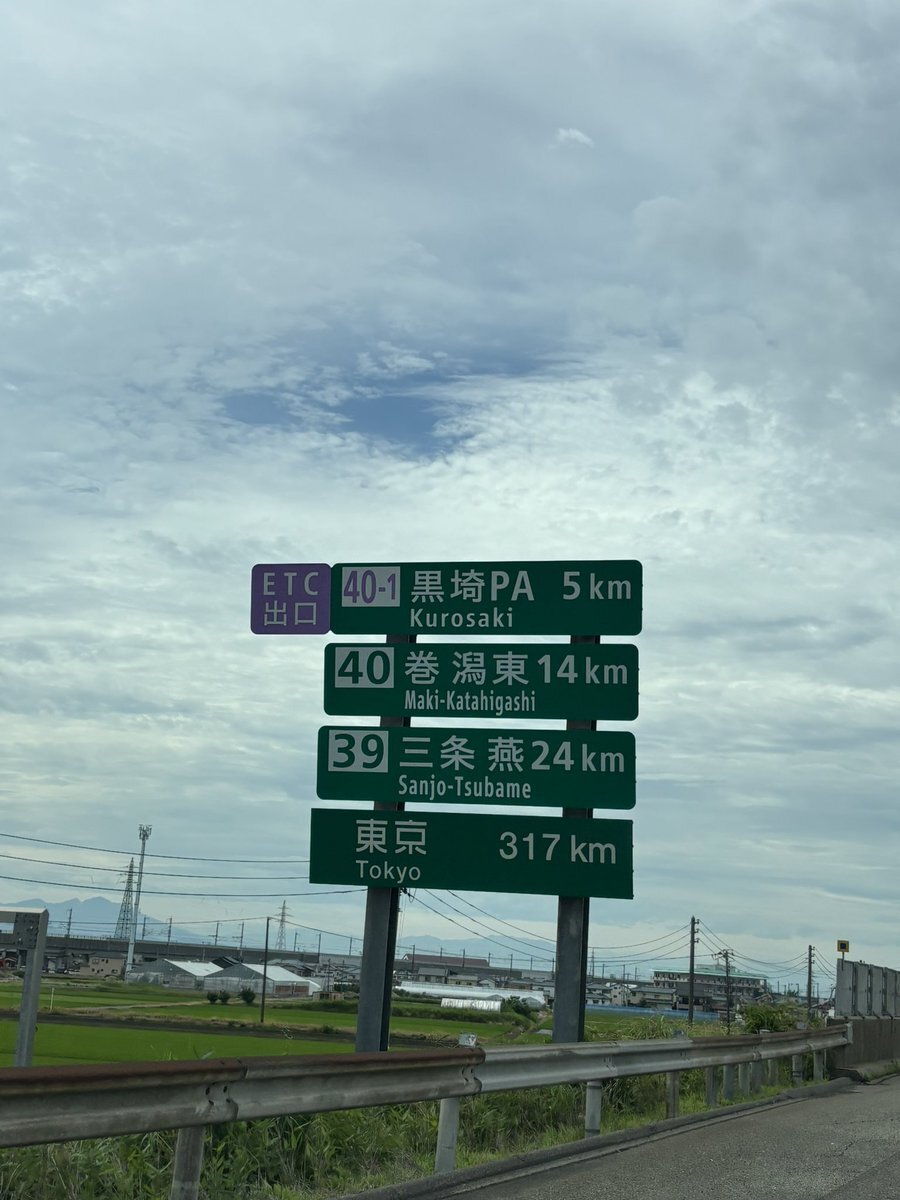 ETC
出口
40-1 黒埼PA 5km
Kurosaki
40 巻 潟東 14km
Maki-Katahigashi
39 三条 燕 24km
Sanjo-Tsubame
東京 317km
Tokyo